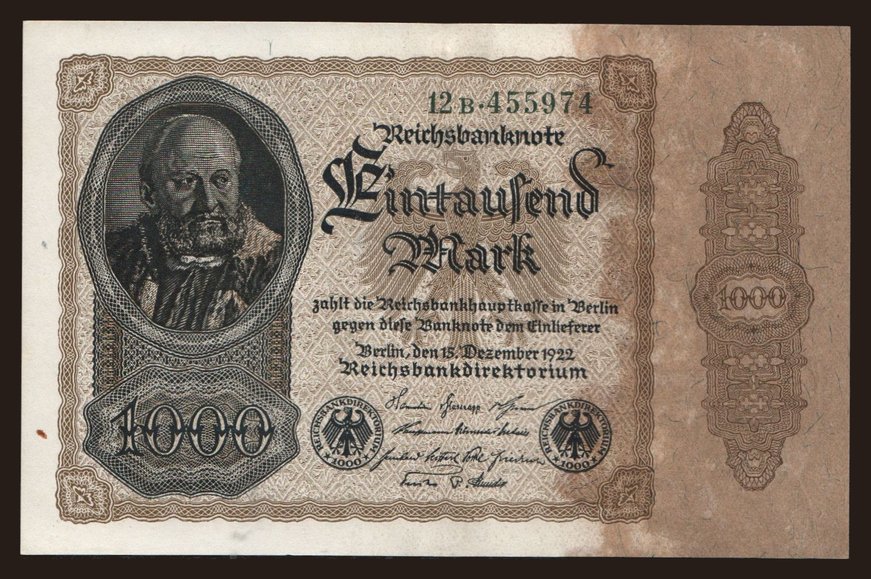 12B·455974
Reichsbanknote
Eintausend
Mark
zahlt die Reichsbankhauptkasse in Berlin
gegen diese Banknote dem Einlieferer
Berlin, den 15. Dezember 1922
Reichsbankdirektorium
1000
1000
REICHSBANKDIREKTORIUM
1000
REICHSBANKDIREKTORIUM
1000